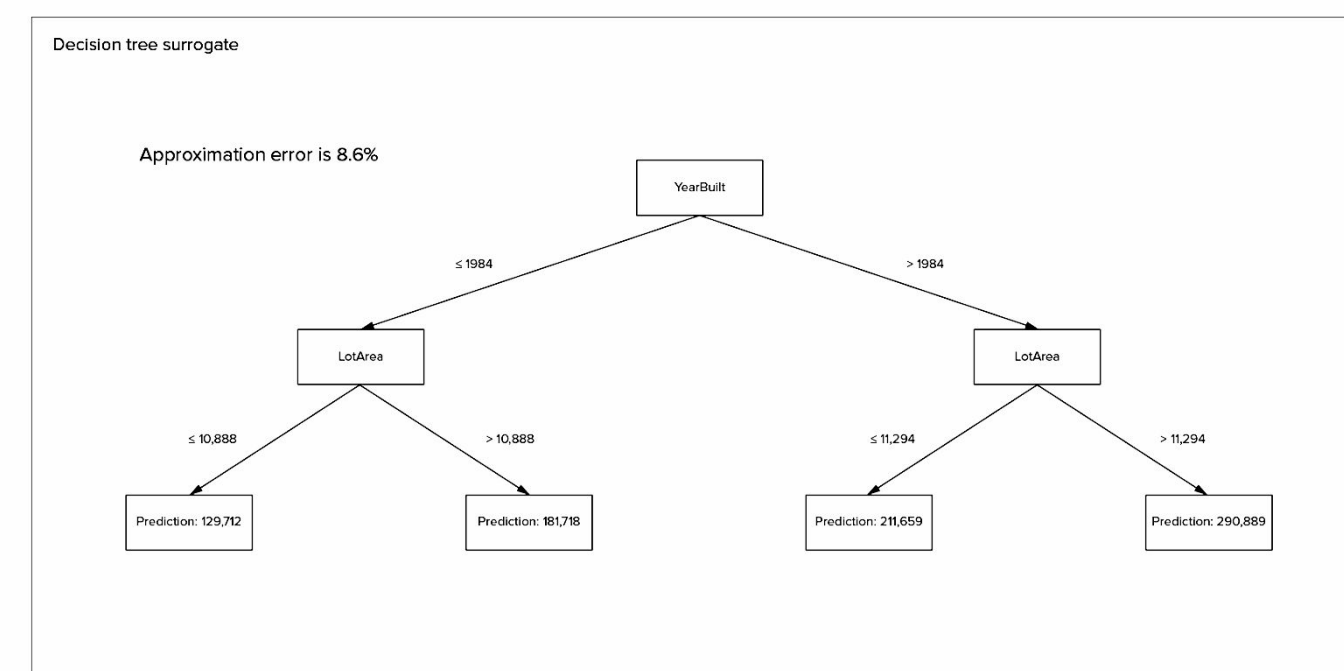 Decision tree surrogate
Approximation error is 8.6%
YearBuilt
≤ 1984
> 1984
LotArea
LotArea
≤ 10,888
> 10,888
≤ 11,294
> 11,294
Prediction: 129,712
Prediction: 181,718
Prediction: 211,659
Prediction: 290,889